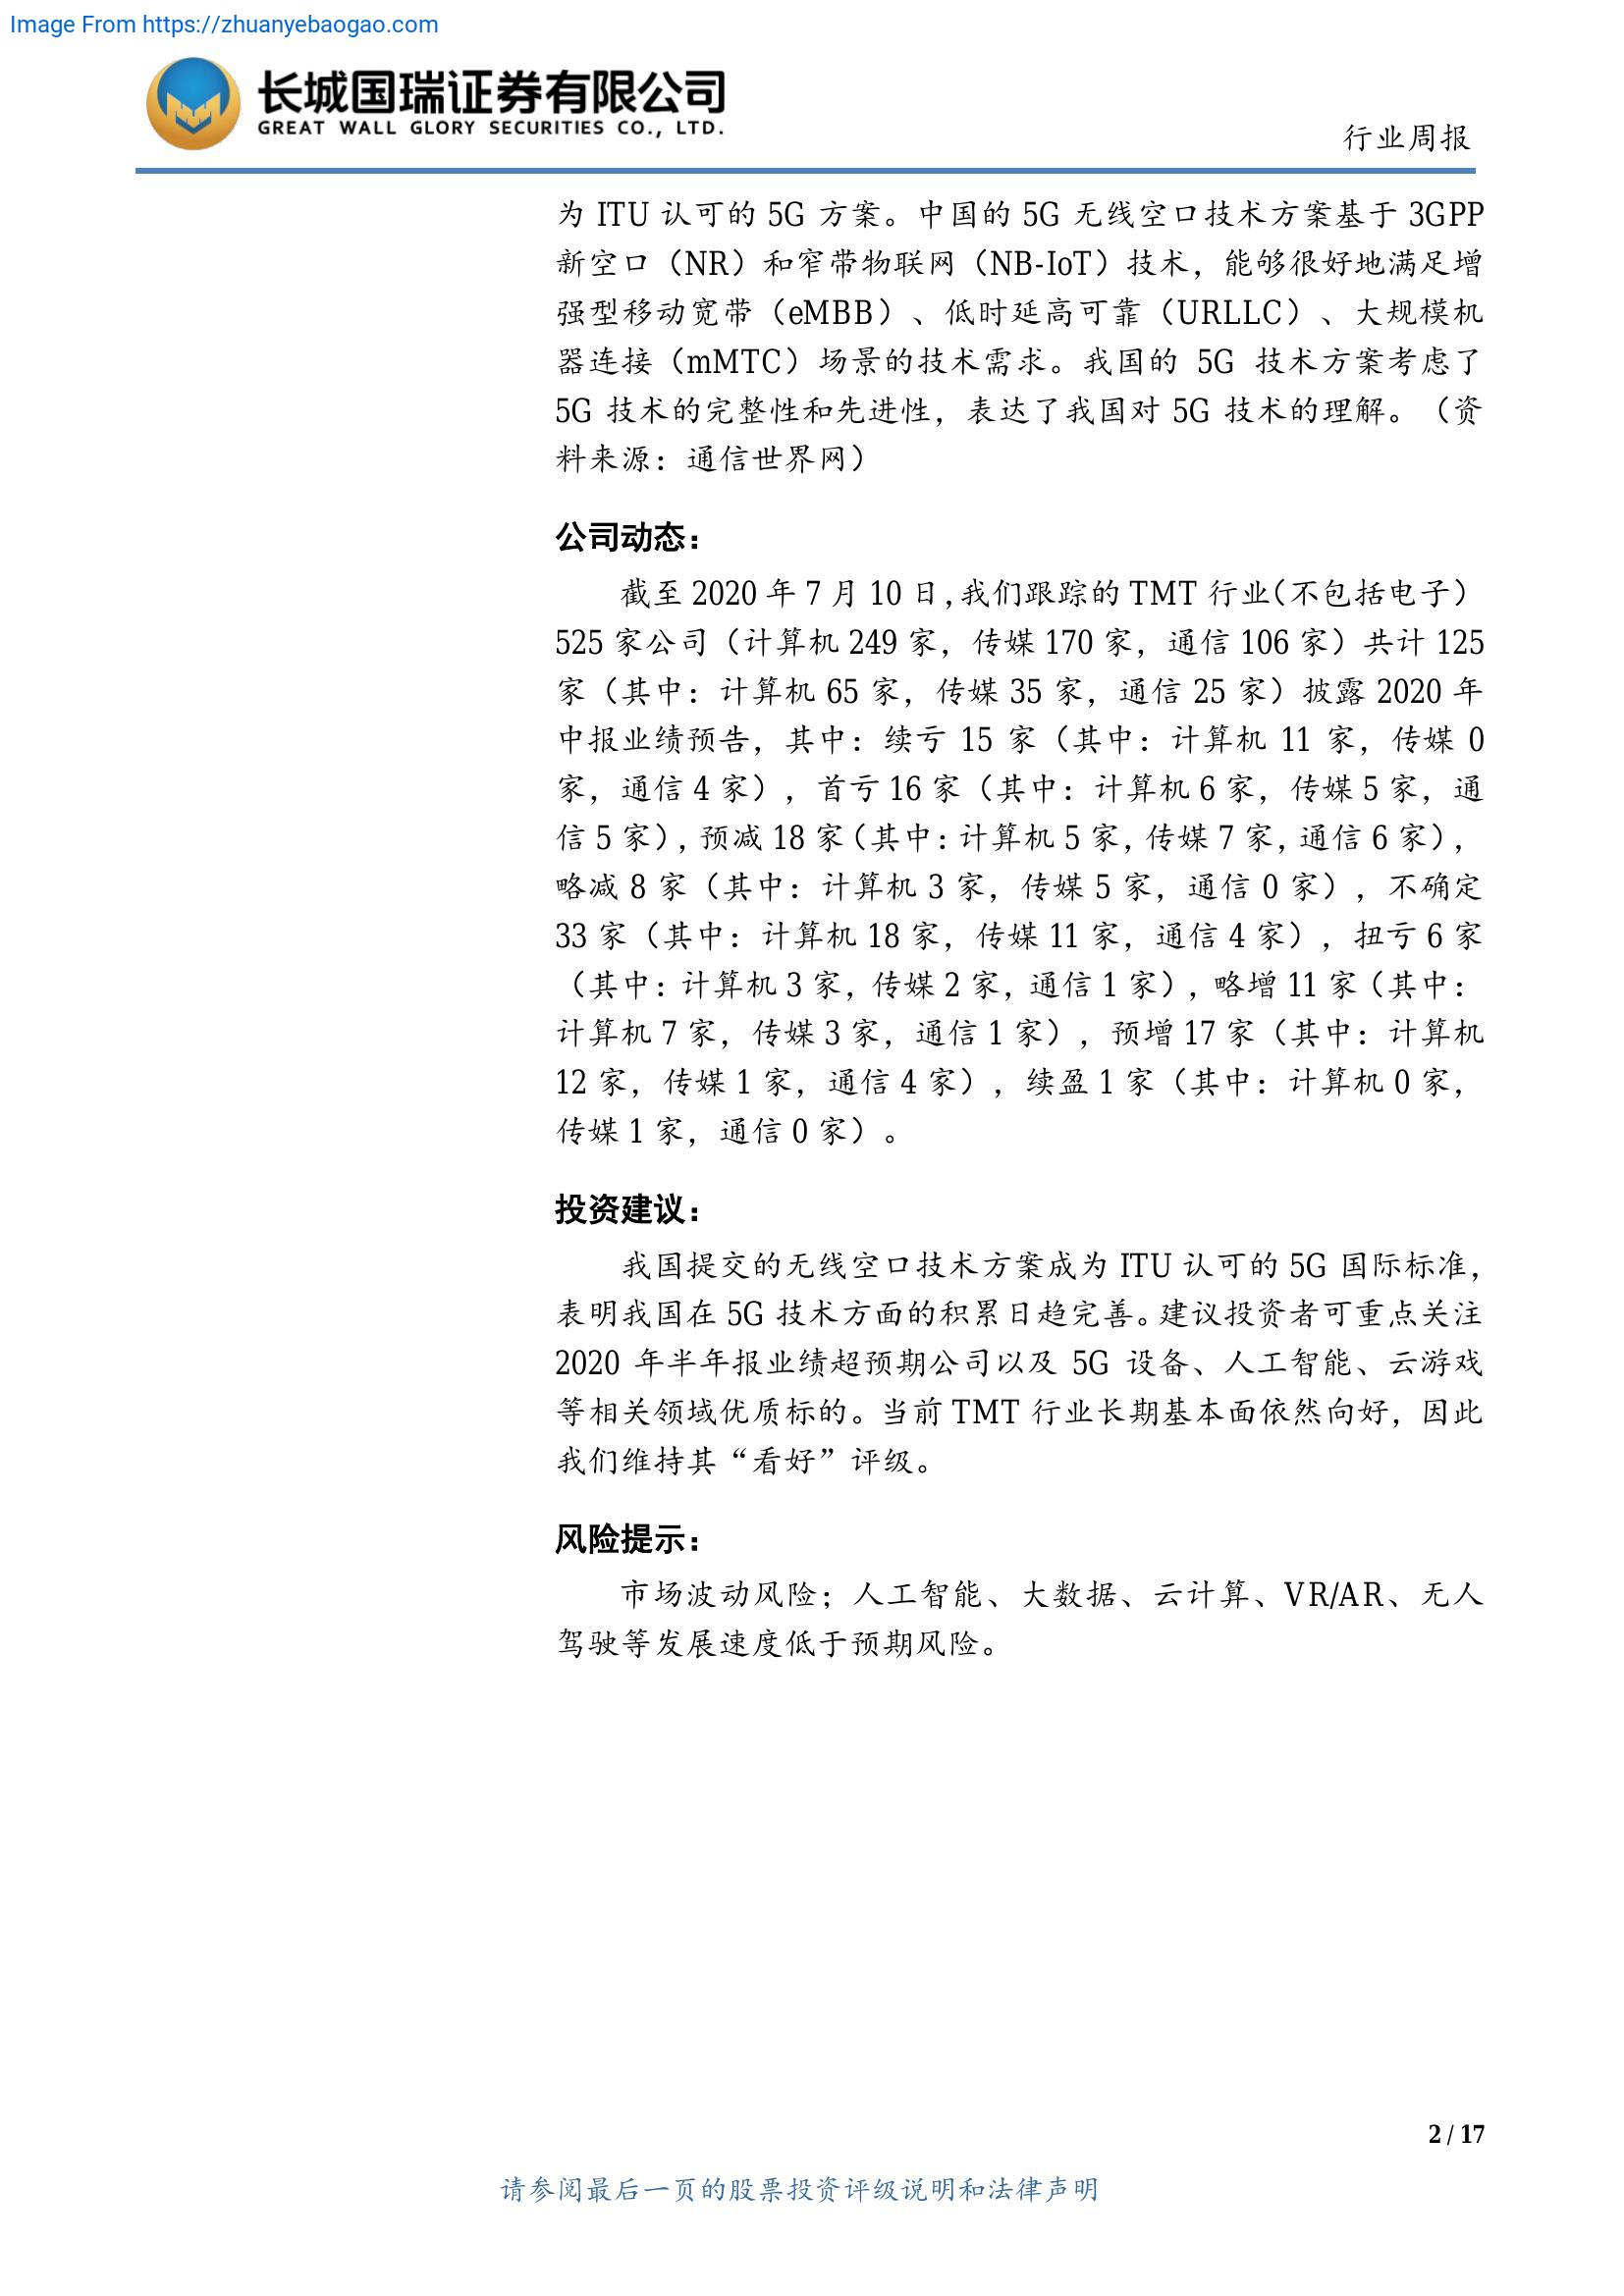 Image From https://zhuanyebaogao.com
长城国瑞证券有限公司
GREAT WALL GLORY SECURITIES CO., LTD.
行业周报
为 ITU 认可的 5G 方案。中国的 5G 无线空口技术方案基于 3GPP
新空口（NR）和窄带物联网（NB-IoT）技术，能够很好地满足增
强型移动宽带（eMBB）、低时延高可靠（URLLC）、大规模机
器连接（mMTC）场景的技术需求。我国的 5G 技术方案考虑了
5G 技术的完整性和先进性，表达了我国对 5G 技术的理解。（资
料来源：通信世界网）
公司动态：
截至 2020 年 7 月 10 日，我们跟踪的 TMT 行业（不包括电子）
525 家公司（计算机 249 家，传媒 170 家，通信 106 家）共计 125
家（其中：计算机 65 家，传媒 35 家，通信 25 家）披露 2020 年
中报业绩预告，其中：续亏 15 家（其中：计算机 11 家，传媒 0
家，通信 4 家），首亏 16 家（其中：计算机 6 家，传媒 5 家，通
信 5 家），预减 18 家（其中：计算机 5 家，传媒 7 家，通信 6 家），
略减 8 家（其中：计算机 3 家，传媒 5 家，通信 0 家），不确定
33 家（其中：计算机 18 家，传媒 11 家，通信 4 家），扭亏 6 家
（其中：计算机 3 家，传媒 2 家，通信 1 家），略增 11 家（其中：
计算机 7 家，传媒 3 家，通信 1 家），预增 17 家（其中：计算机
12 家，传媒 1 家，通信 4 家），续盈 1 家（其中：计算机 0 家，
传媒 1 家，通信 0 家）。
投资建议：
我国提交的无线空口技术方案成为 ITU 认可的 5G 国际标准，
表明我国在 5G 技术方面的积累日趋完善。建议投资者可重点关注
2020 年半年报业绩超预期公司以及 5G 设备、人工智能、云游戏
等相关领域优质标的。当前 TMT 行业长期基本面依然向好，因此
我们维持其“看好”评级。
风险提示：
市场波动风险；人工智能、大数据、云计算、VR/AR、无人
驾驶等发展速度低于预期风险。
2 / 17
请参阅最后一页的股票投资评级说明和法律声明